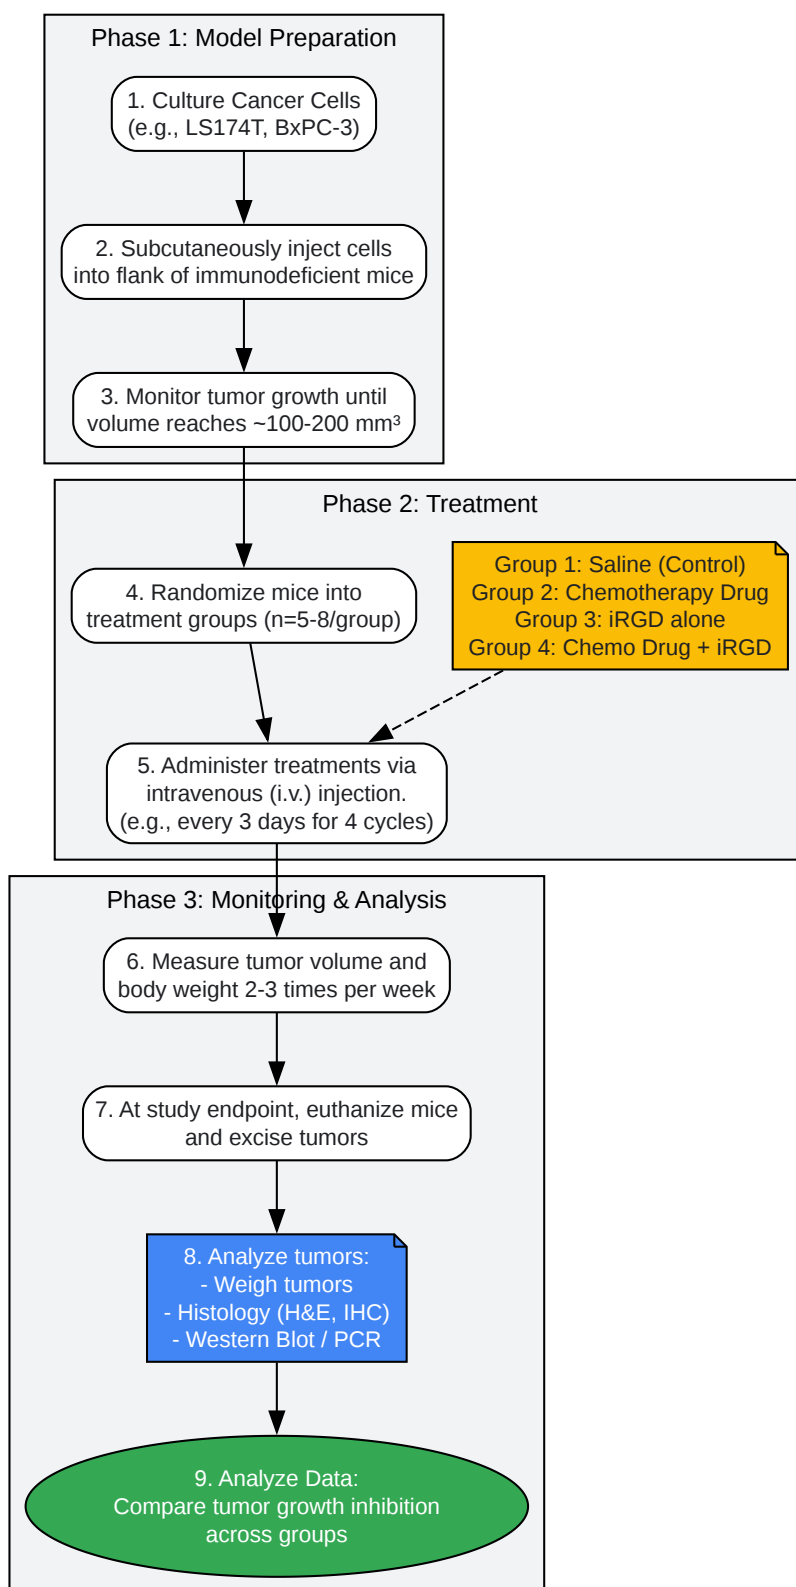 Phase 1: Model Preparation
1. Culture Cancer Cells
(e.g., LS174T, BxPC-3)
2. Subcutaneously inject cells
into flank of immunodeficient mice
3. Monitor tumor growth until
volume reaches ~100-200 mm³
Phase 2: Treatment
Group 1: Saline (Control)
Group 2: Chemotherapy Drug
Group 3: iRGD alone
Group 4: Chemo Drug + iRGD
4. Randomize mice into
treatment groups (n=5-8/group)
5. Administer treatments via
intravenous (i.v.) injection.
(e.g., every 3 days for 4 cycles)
Phase 3: Monitoring & Analysis
6. Measure tumor volume and
body weight 2-3 times per week
7. At study endpoint, euthanize mice
and excise tumors
8. Analyze tumors:
- Weigh tumors
- Histology (H&E, IHC)
- Western Blot / PCR
9. Analyze Data:
Compare tumor growth inhibition
across groups